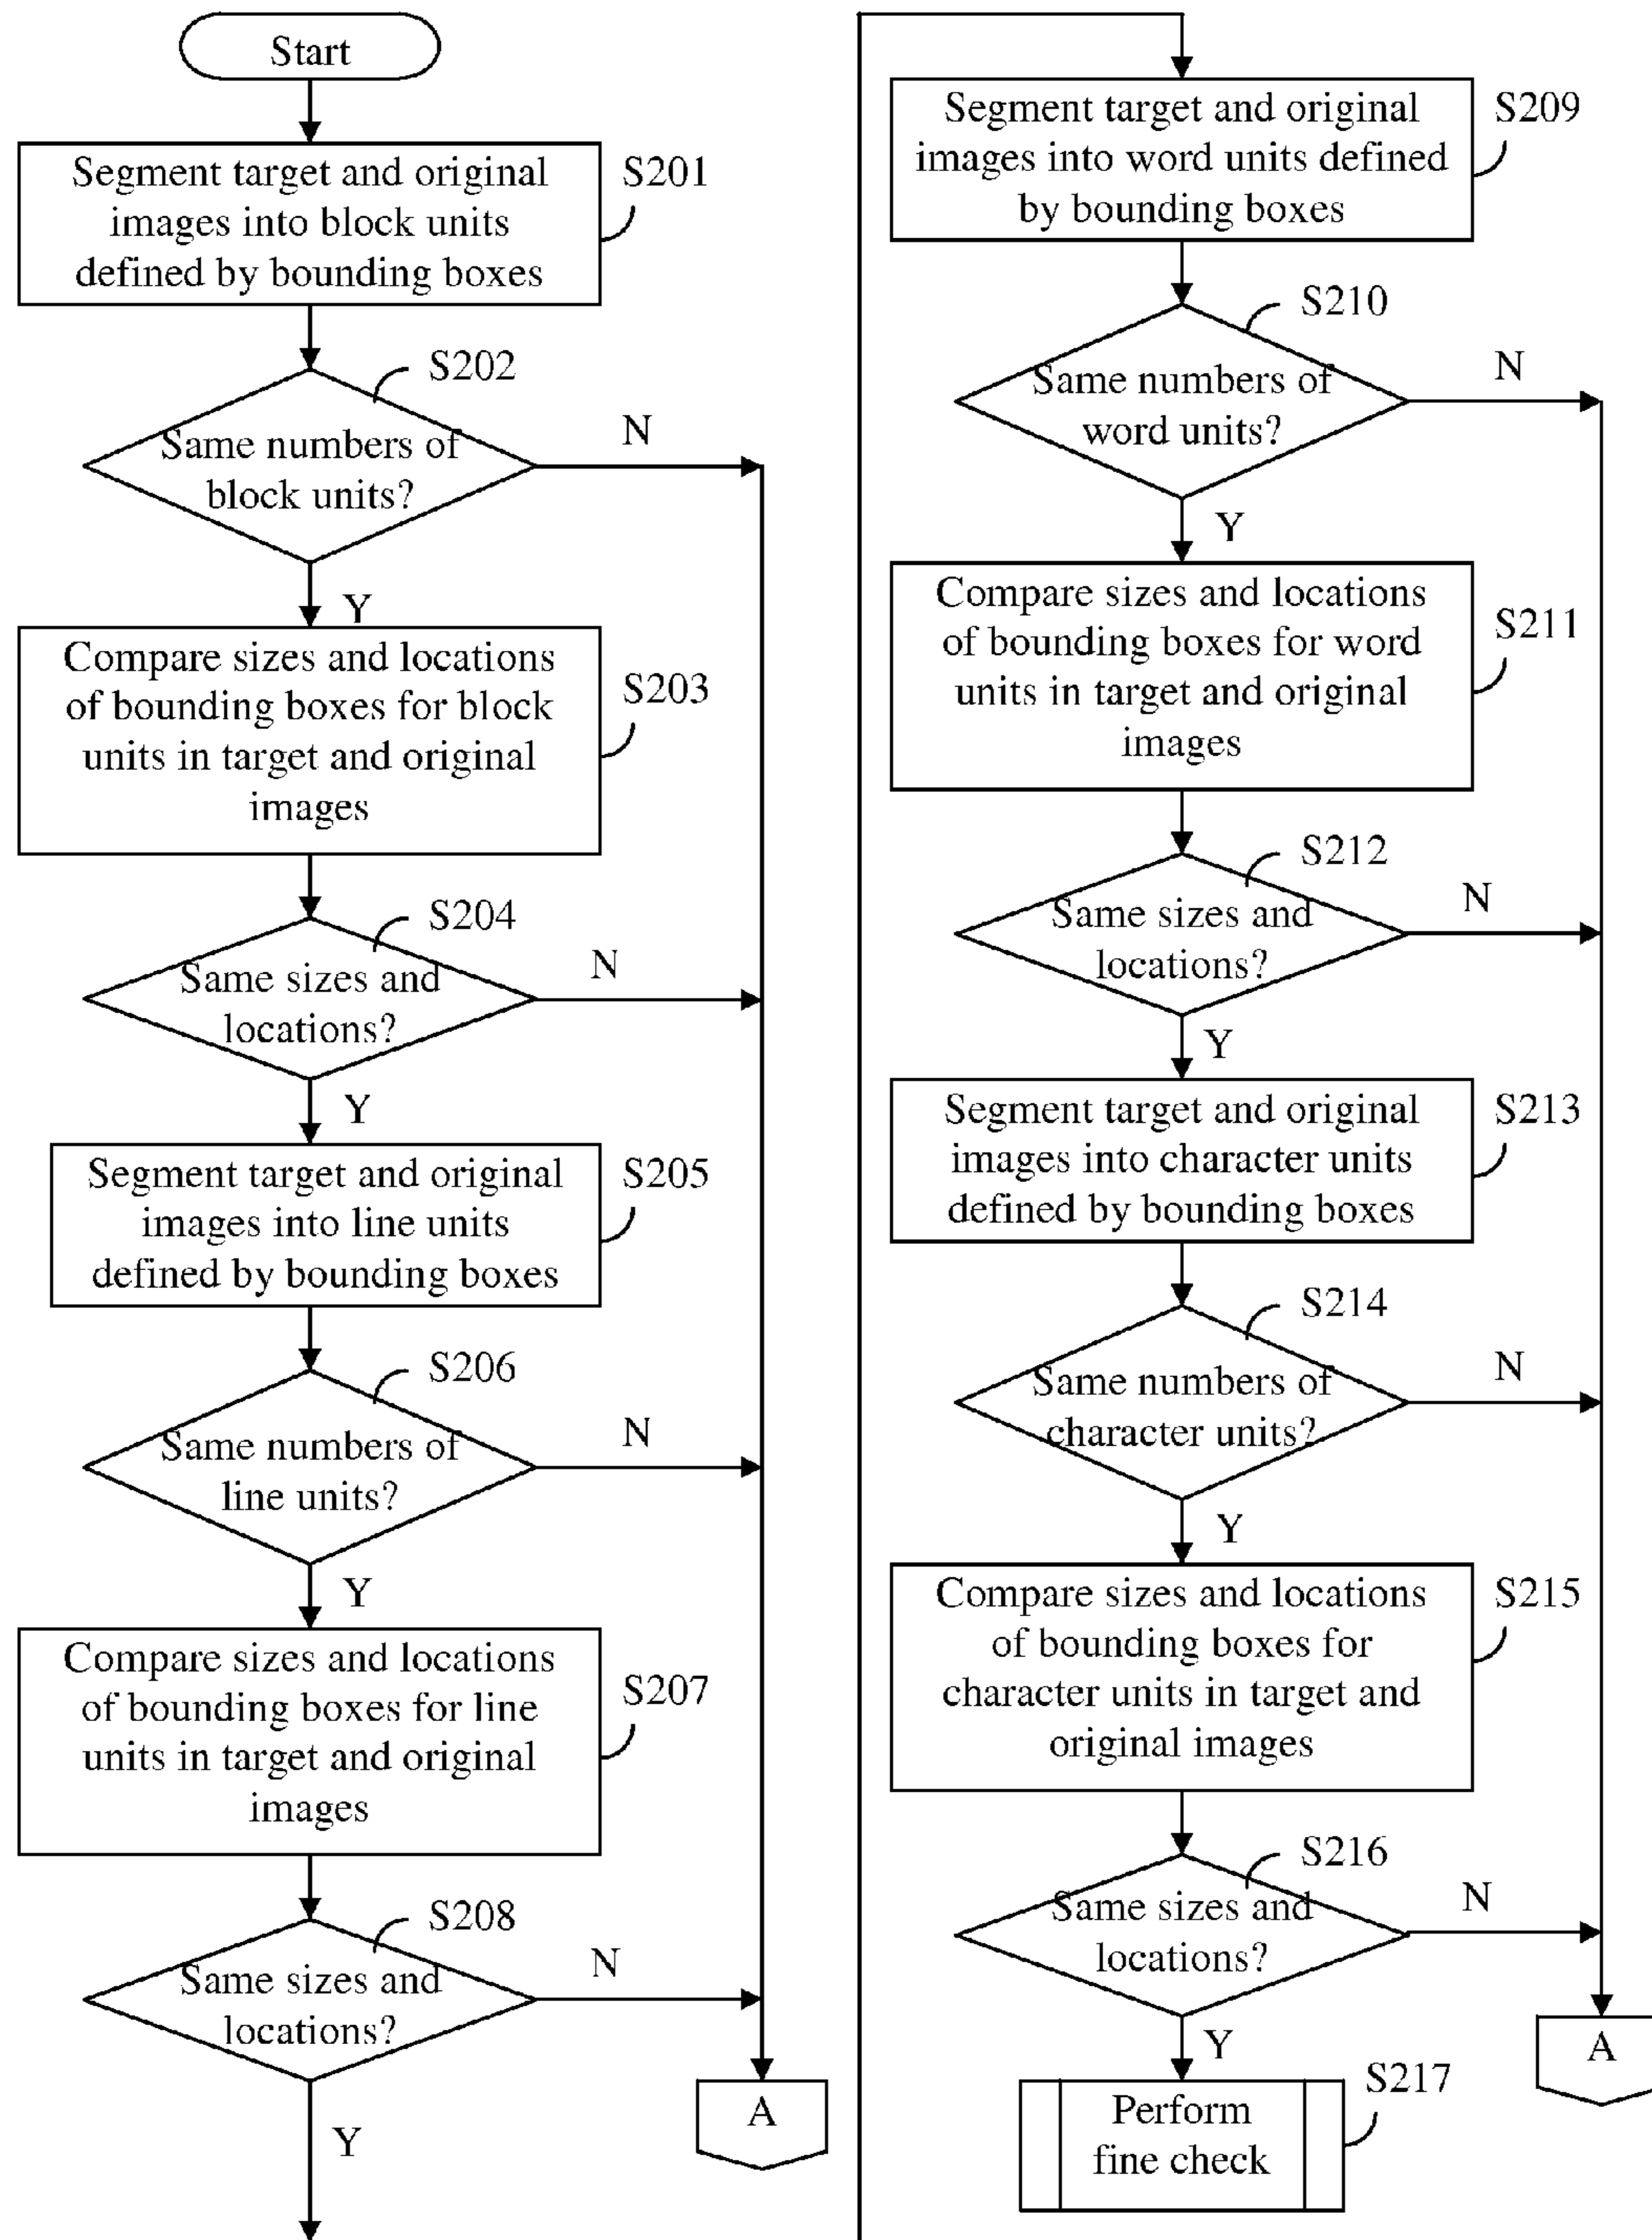 Start
Segment target and original
images into block units
defined by bounding boxes
S201
S202
Same numbers of
block units?
N
Y
Compare sizes and locations
of bounding boxes for block
units in target and original
images
S203
S204
Same sizes and
locations?
N
Y
Segment target and original
images into line units
defined by bounding boxes
S205
S206
Same numbers of
line units?
N
Y
Compare sizes and locations
of bounding boxes for line
units in target and original
images
S207
S208
Same sizes and
locations?
N
Y
A
Segment target and original
images into word units defined
by bounding boxes
S209
S210
Same numbers of
word units?
N
Y
Compare sizes and locations
of bounding boxes for word
units in target and original
images
S211
S212
Same sizes and
locations?
N
Y
Segment target and original
images into character units
defined by bounding boxes
S213
S214
Same numbers of
character units?
N
Y
Compare sizes and locations
of bounding boxes for
character units in target and
original images
S215
S216
Same sizes and
locations?
N
Y
A
Perform
fine check
S217